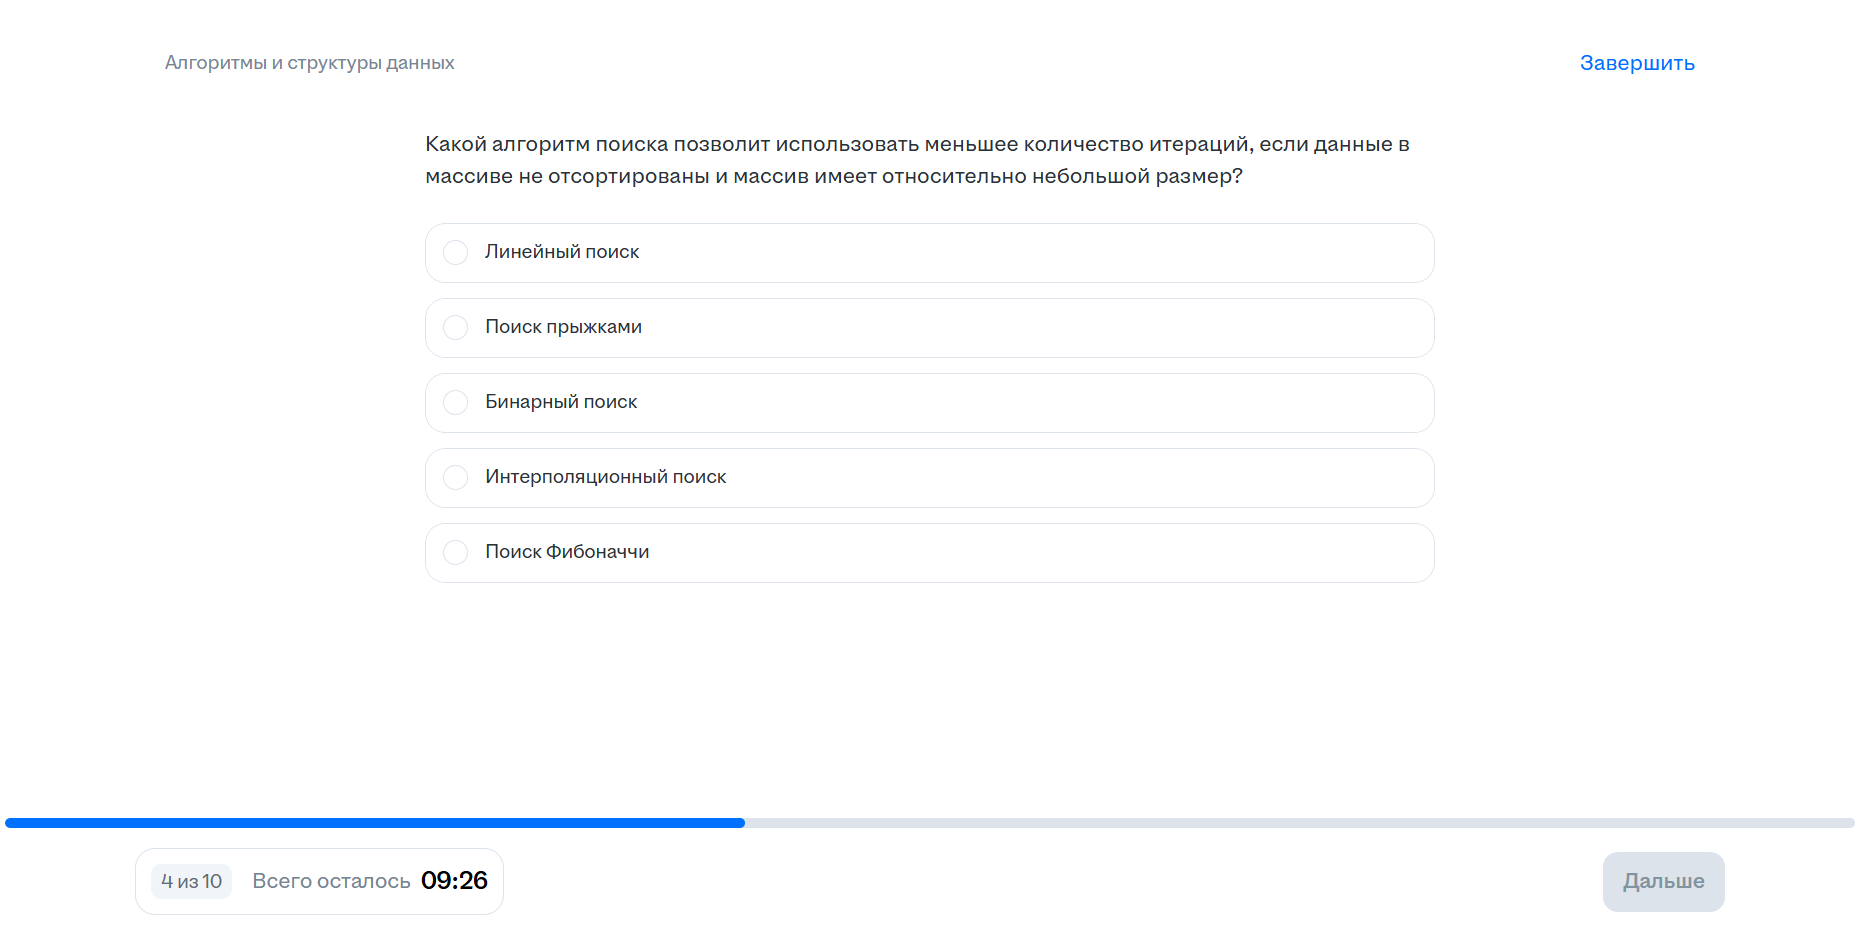 Алгоритмы и структуры данных
Завершить
Какой алгоритм поиска позволит использовать меньшее количество итераций, если данные в
массиве не отсортированы и массив имеет относительно небольшой размер?
Линейный поиск
Поиск прыжками
Бинарный поиск
Интерполяционный поиск
Поиск Фибоначчи
4 из 10 Всего осталось 09:26
Дальше